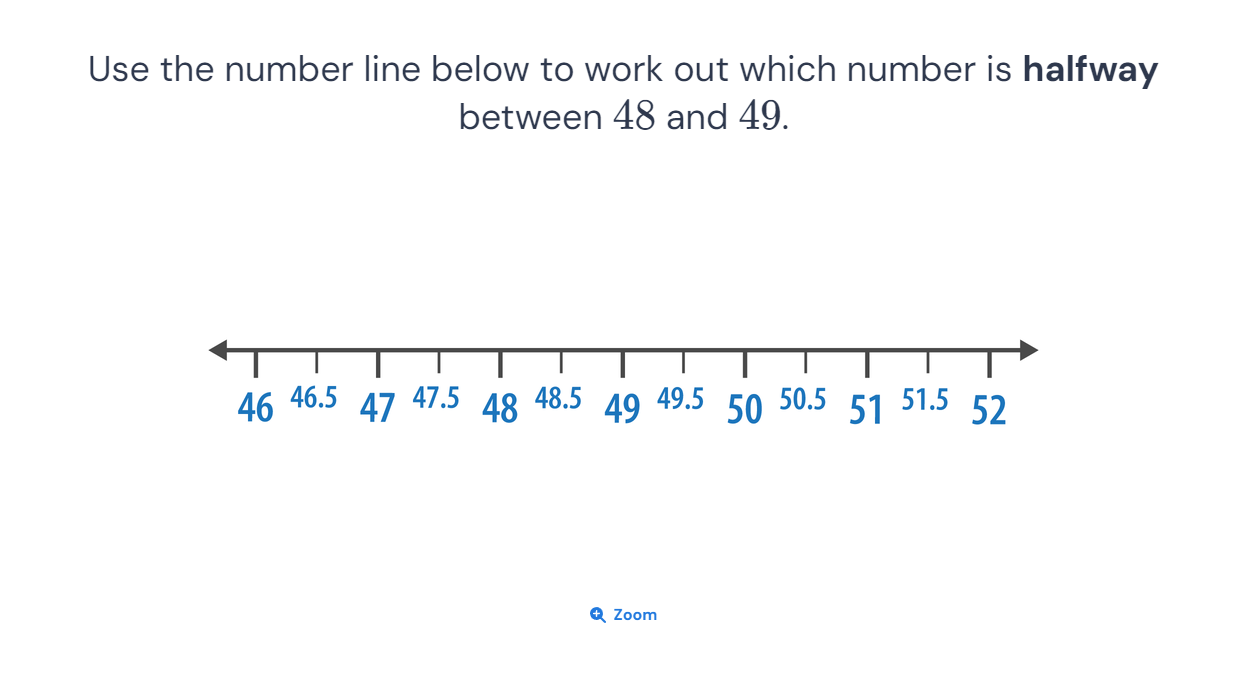 Use the number line below to work out which number is halfway
between 48 and 49.
46 46.5 47 47.5 48 48.5 49 49.5 50 50.5 51 51.5 52
Zoom